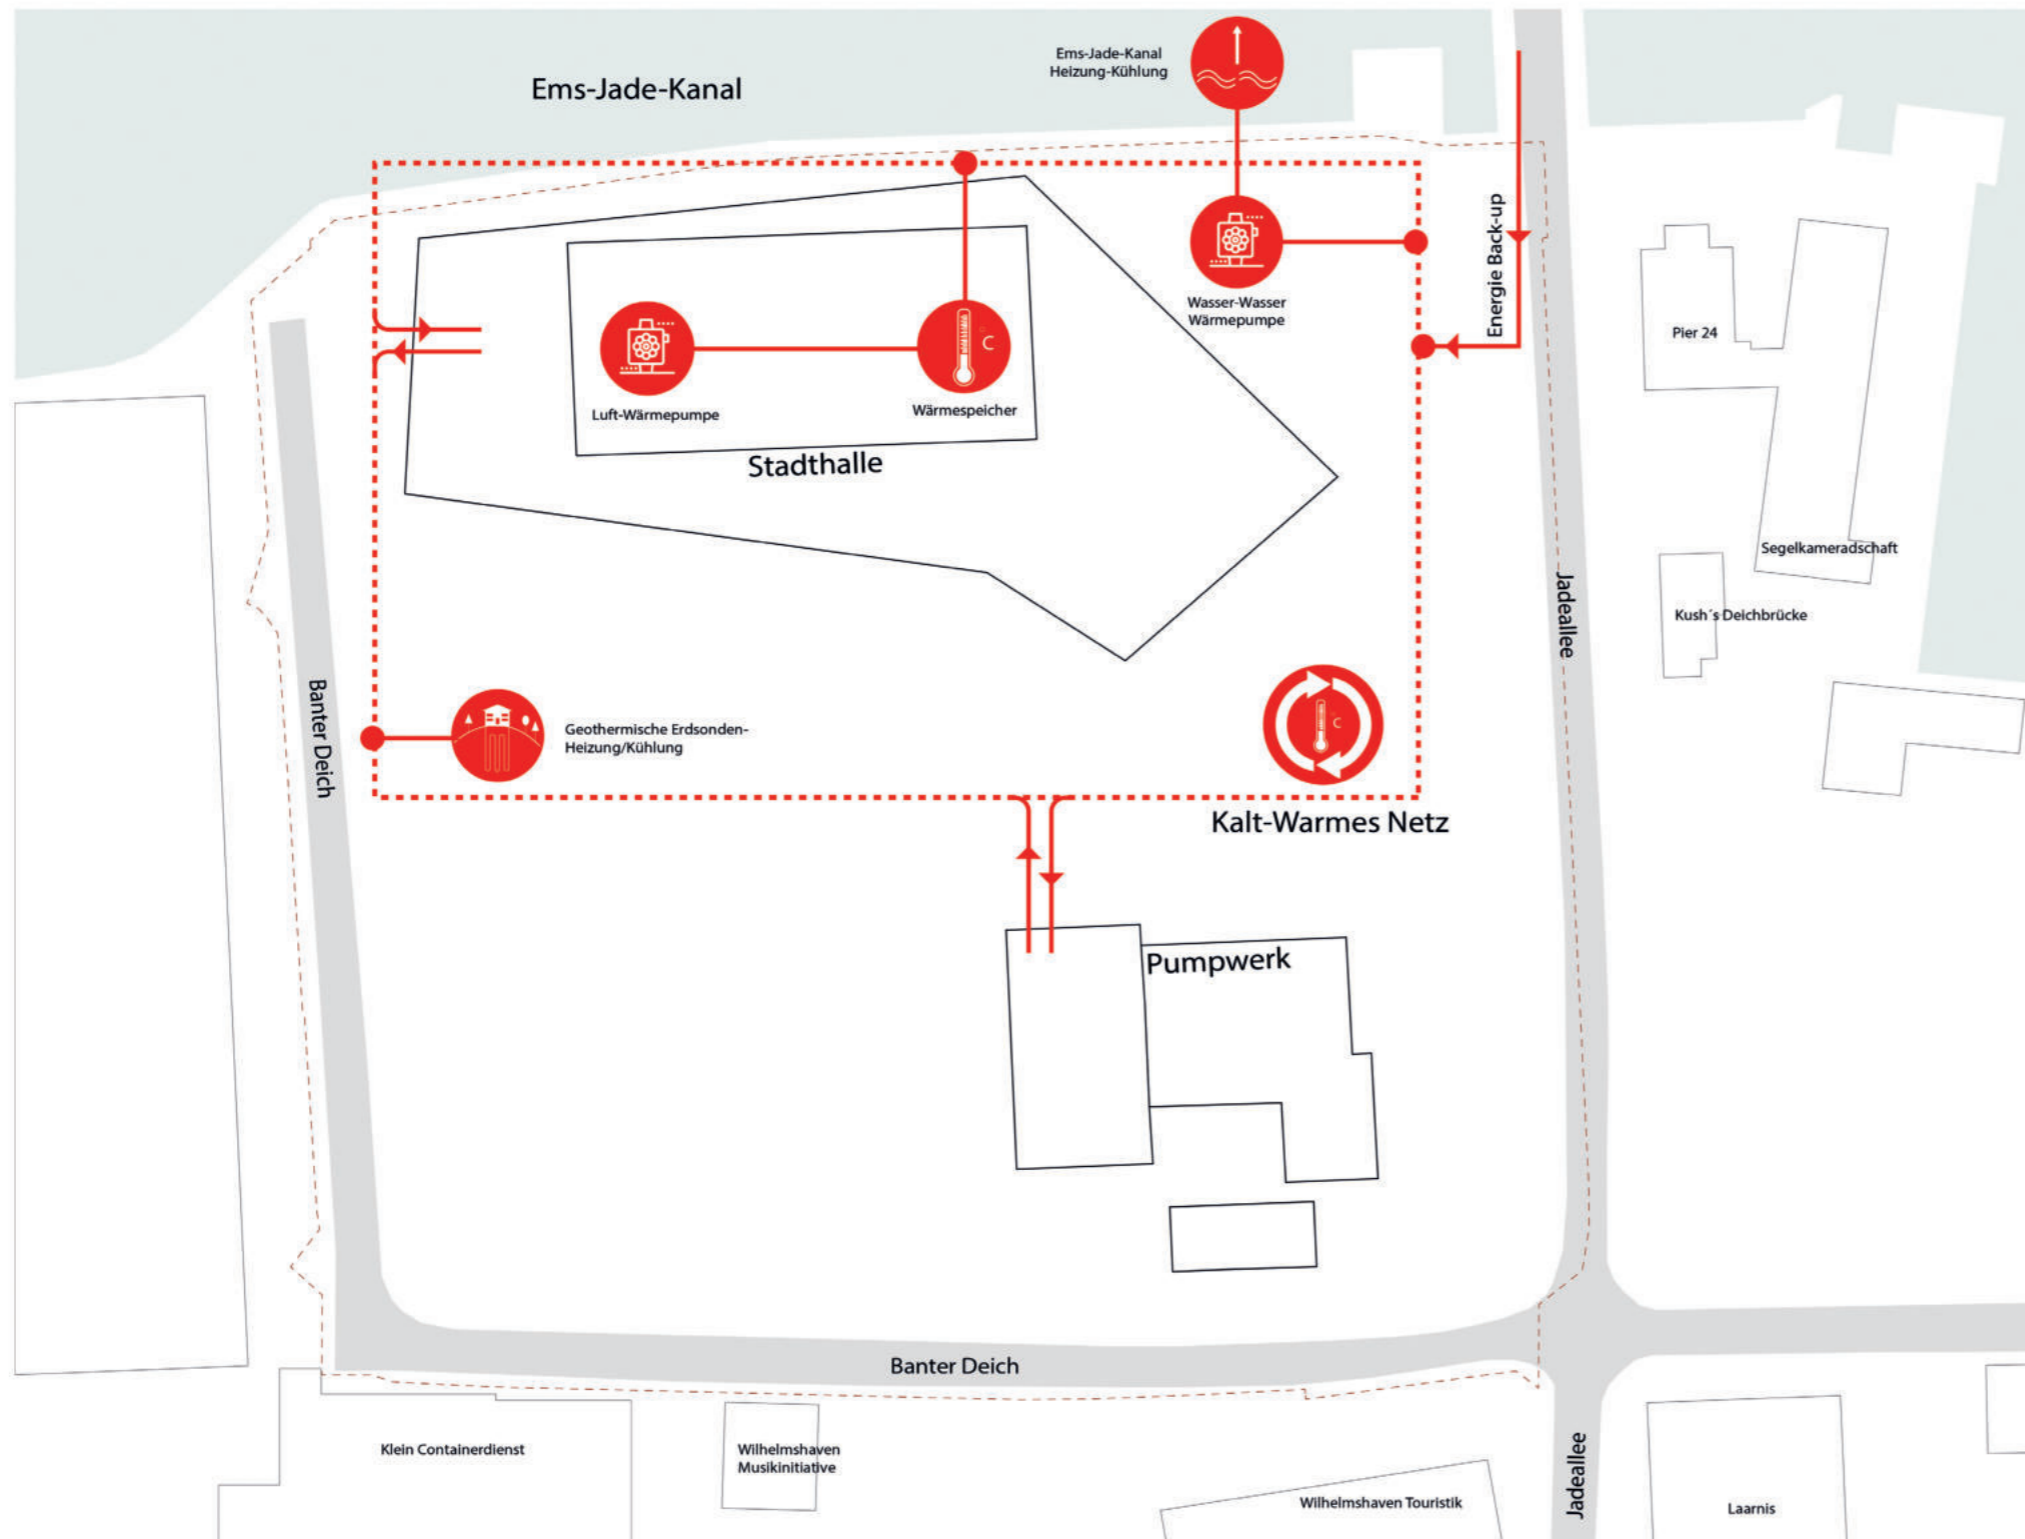 Ems-Jade-Kanal
Ems-Jade-Kanal
Heizung-Kühlung
Energie Back-up
Wasser-Wasser
Wärmepumpe
Pier 24
°C
Luft-Wärmepumpe
Wärmespeicher
Stadthalle
Segelkameradschaft
Jadeallee
Kush´s Deichbrücke
Banter Deich
Geothermische Erdsonden-
Heizung/Kühlung
°C
Kalt-Warmes Netz
Pumpwerk
Banter Deich
Klein Containerdienst
Wilhelmshaven
Musikinitiative
Wilhelmshaven Touristik
Jadeallee
Laarnis